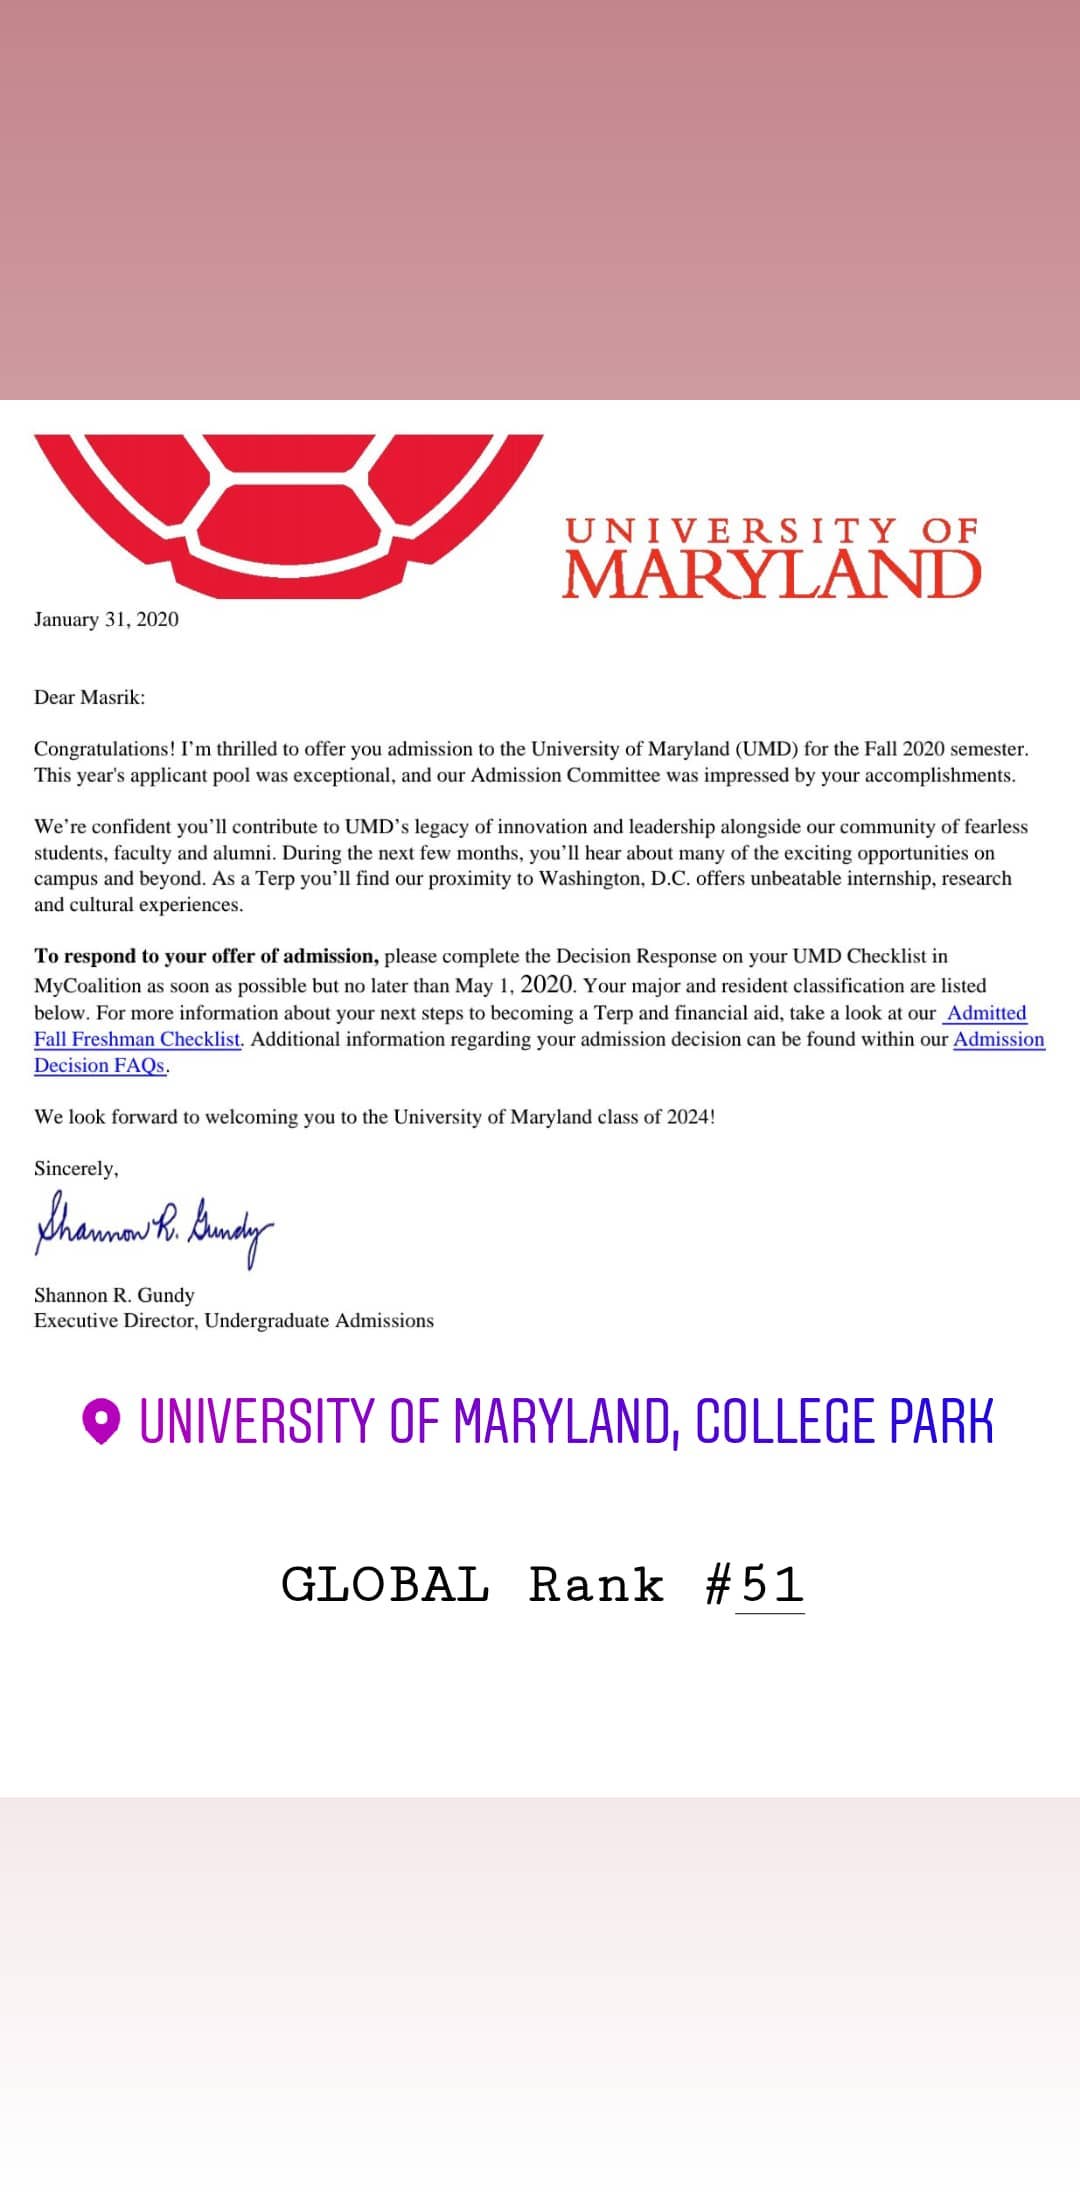 UNIVERSITY OF
MARYLAND
January 31, 2020
Dear Masrik:
Congratulations! I’m thrilled to offer you admission to the University of Maryland (UMD) for the Fall 2020 semester.
This year's applicant pool was exceptional, and our Admission Committee was impressed by your accomplishments.
We’re confident you’ll contribute to UMD’s legacy of innovation and leadership alongside our community of fearless
students, faculty and alumni. During the next few months, you’ll hear about many of the exciting opportunities on
campus and beyond. As a Terp you’ll find our proximity to Washington, D.C. offers unbeatable internship, research
and cultural experiences.
To respond to your offer of admission, please complete the Decision Response on your UMD Checklist in
MyCoalition as soon as possible but no later than May 1, 2020. Your major and resident classification are listed
below. For more information about your next steps to becoming a Terp and financial aid, take a look at our Admitted
Fall Freshman Checklist. Additional information regarding your admission decision can be found within our Admission
Decision FAQs.
We look forward to welcoming you to the University of Maryland class of 2024!
Sincerely,
Shannon R. Gundy
Shannon R. Gundy
Executive Director, Undergraduate Admissions
UNIVERSITY OF MARYLAND, COLLEGE PARK
GLOBAL Rank #51